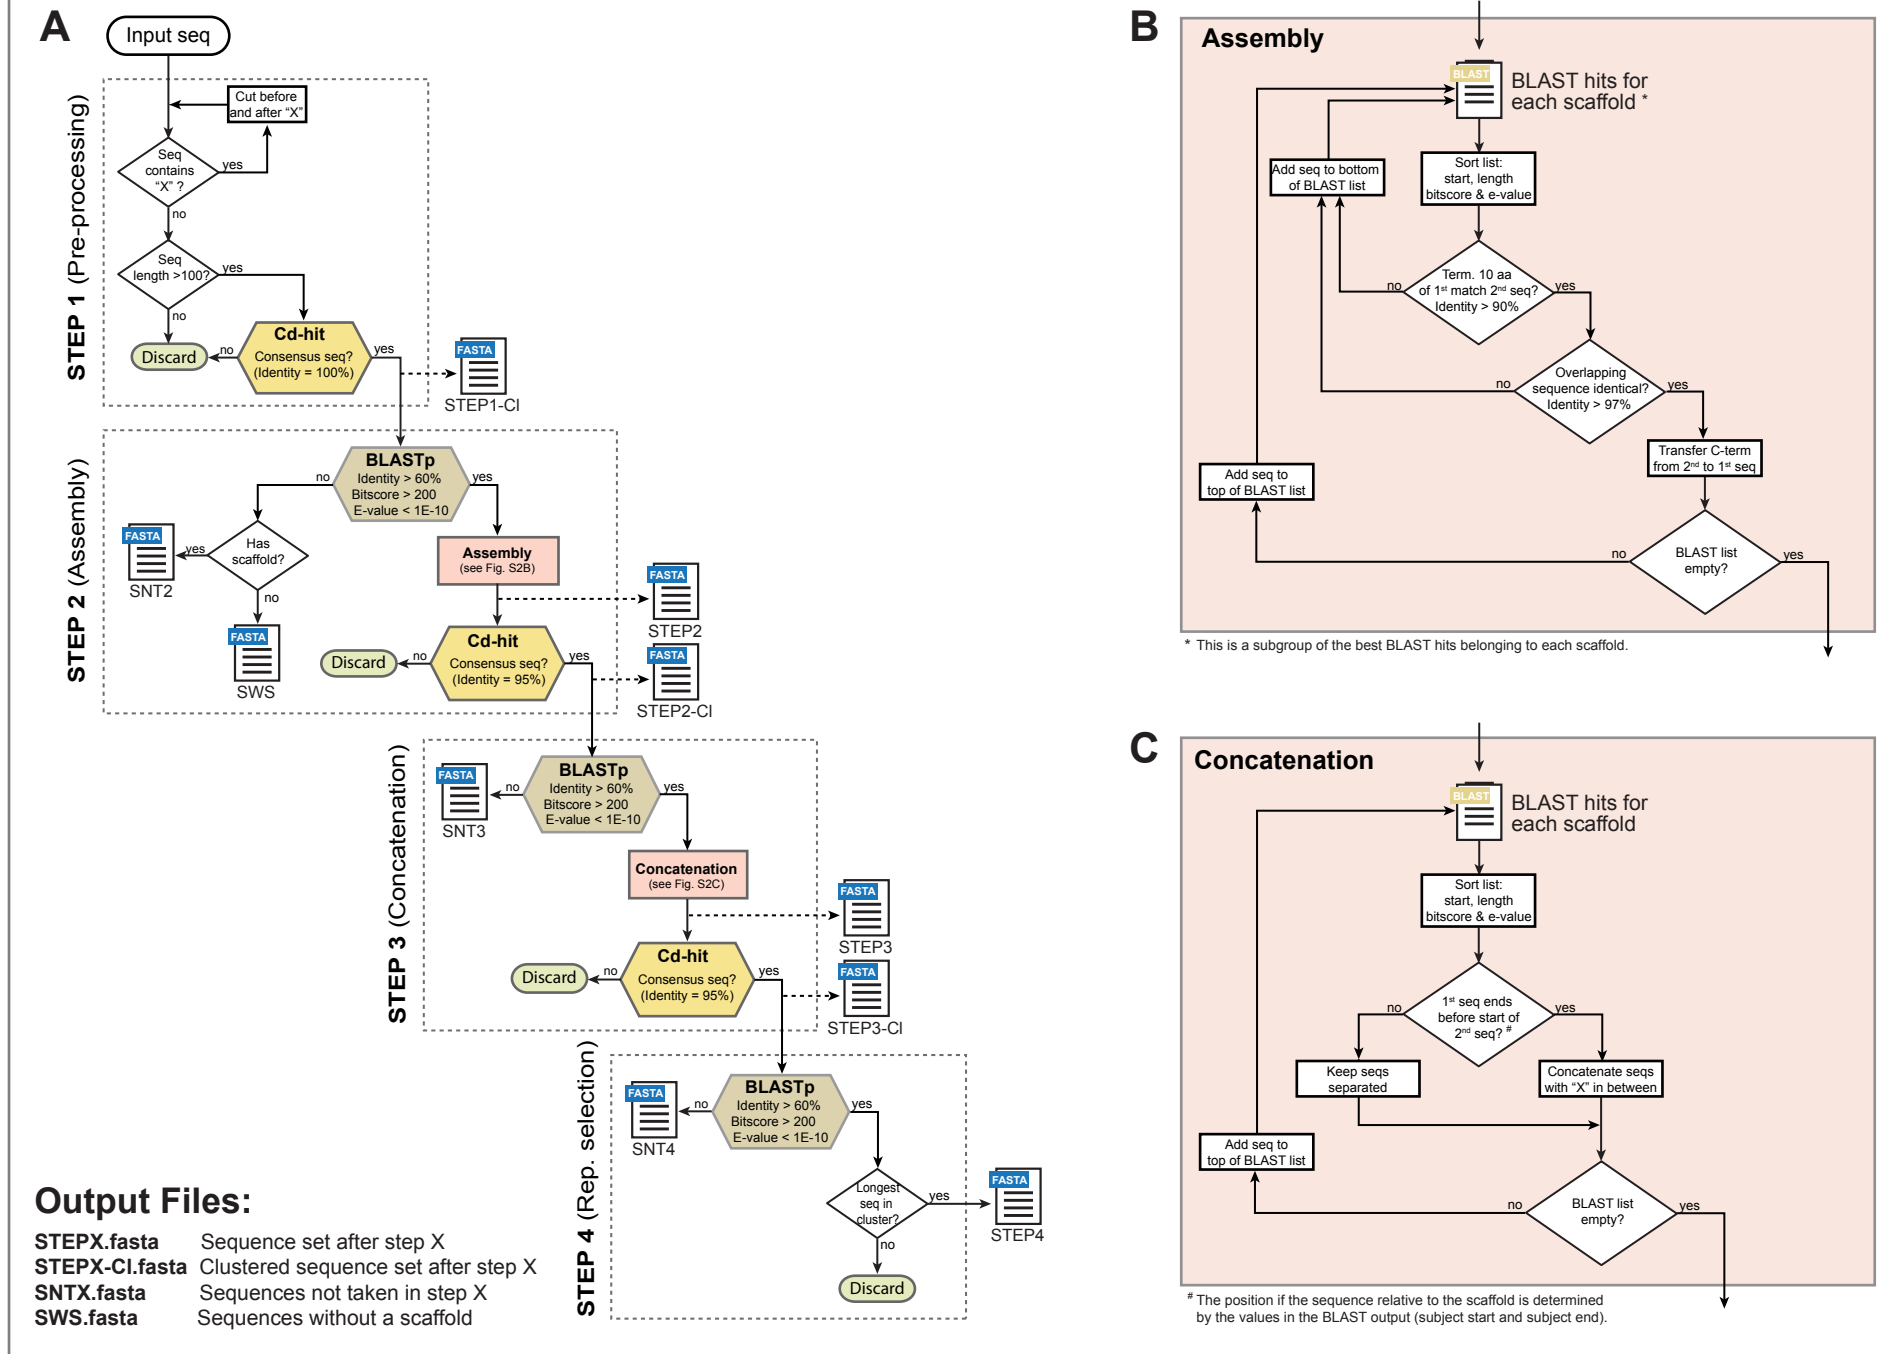 A
Input seq
STEP 1 (Pre-processing)
Cut before
and after “X”
Seq
contains
“X” ?
yes
no
Seq
length >100?
yes
no
Discard
no
Cd-hit
Consensus seq?
(Identity = 100%)
yes
FASTA
STEP1-Cl
STEP 2 (Assembly)
BLASTp
Identity > 60%
Bitscore > 200
E-value < 1E-10
no
yes
Has
scaffold?
yes
no
FASTA
SNT2
FASTA
SWS
Assembly
(see Fig. S2B)
FASTA
STEP2
Cd-hit
Consensus seq?
(Identity = 95%)
no
yes
Discard
FASTA
STEP2-Cl
STEP 3 (Concatenation)
BLASTp
Identity > 60%
Bitscore > 200
E-value < 1E-10
no
yes
FASTA
SNT3
Concatenation
(see Fig. S2C)
FASTA
STEP3
Cd-hit
Consensus seq?
(Identity = 95%)
no
yes
Discard
FASTA
STEP3-Cl
STEP 4 (Rep. selection)
BLASTp
Identity > 60%
Bitscore > 200
E-value < 1E-10
no
yes
FASTA
SNT4
Longest
seq in
cluster?
yes
no
FASTA
STEP4
Discard
Output Files:
STEPX.fasta Sequence set after step X
STEPX-Cl.fasta Clustered sequence set after step X
SNTX.fasta Sequences not taken in step X
SWS.fasta Sequences without a scaffold
B
Assembly
BLAST
BLAST hits for
each scaffold *
Sort list:
start, length
bitscore & e-value
Add seq to bottom
of BLAST list
Term. 10 aa
of 1st match 2nd seq?
Identity > 90%
no
yes
Overlapping
sequence identical?
Identity > 97%
no
yes
Transfer C-term
from 2nd to 1st seq
Add seq to
top of BLAST list
BLAST list
empty?
no
yes
* This is a subgroup of the best BLAST hits belonging to each scaffold.
C
Concatenation
BLAST
BLAST hits for
each scaffold
Sort list:
start, length
bitscore & e-value
1st seq ends
before start of
2nd seq? #
no
yes
Keep seqs
separated
Concatenate seqs
with “X” in between
Add seq to
top of BLAST list
BLAST list
empty?
no
yes
# The position if the sequence relative to the scaffold is determined
by the values in the BLAST output (subject start and subject end).